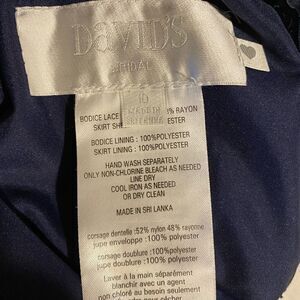 DAVID'S
BRIDAL
10
BODICE LACE % RAYON
SKIRT SHE ESTER
BODICE LINING : 100%POLYESTER
SKIRT LINING : 100%POLYESTER
HAND WASH SEPARATELY
ONLY NON-CHLORINE BLEACH AS NEEDED
LINE DRY
COOL IRON AS NEEDED
OR DRY CLEAN
MADE IN SRI LANKA
corsage dentelle :52% nylon 48% rayonne
jupe enveloppe :100% polyester
corsage doublure :100% polyester
jupe doublure :100% polyester
Laver à la main séparément
blanchir avec un agent
non chloré au besoin seulement